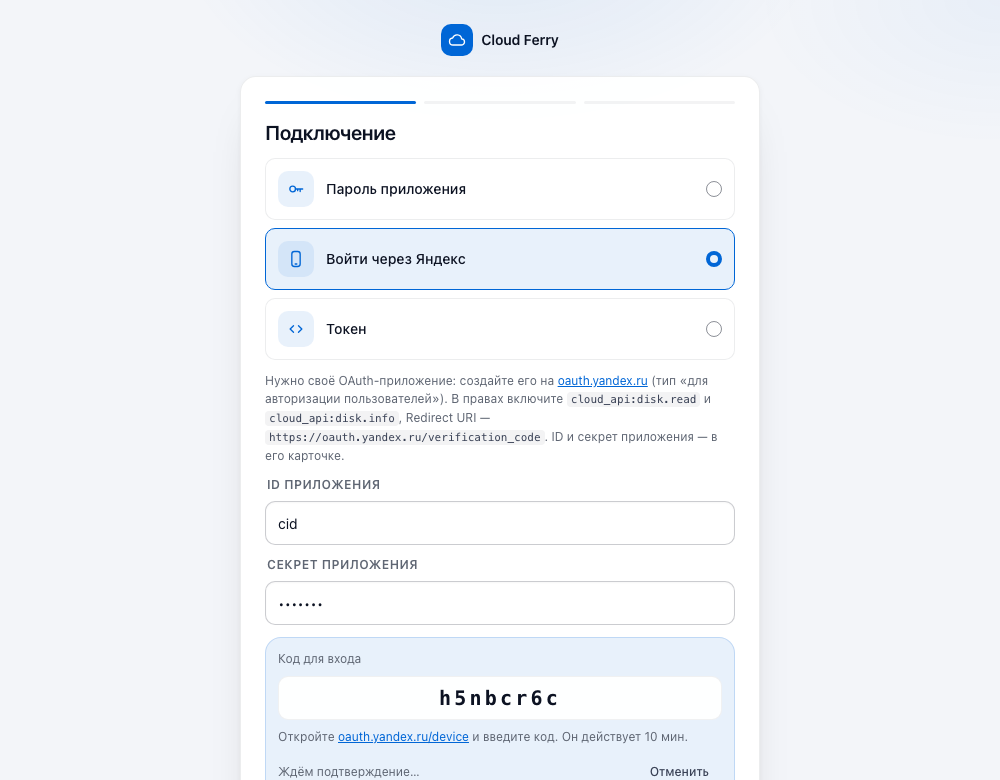 Cloud Ferry
Подключение
Пароль приложения
Войти через Яндекс
Токен
Нужно своё OAuth-приложение: создайте его на oauth.yandex.ru (тип «для
авторизации пользователей»). В правах включите cloud_api:disk.read и
cloud_api:disk.info, Redirect URI —
https://oauth.yandex.ru/verification_code. ID и секрет приложения — в
его карточке.
ID ПРИЛОЖЕНИЯ
cid
СЕКРЕТ ПРИЛОЖЕНИЯ
•••••••
Код для входа
h5nbcr6c
Откройте oauth.yandex.ru/device и введите код. Он действует 10 мин.
Ждём подтверждение... Отменить